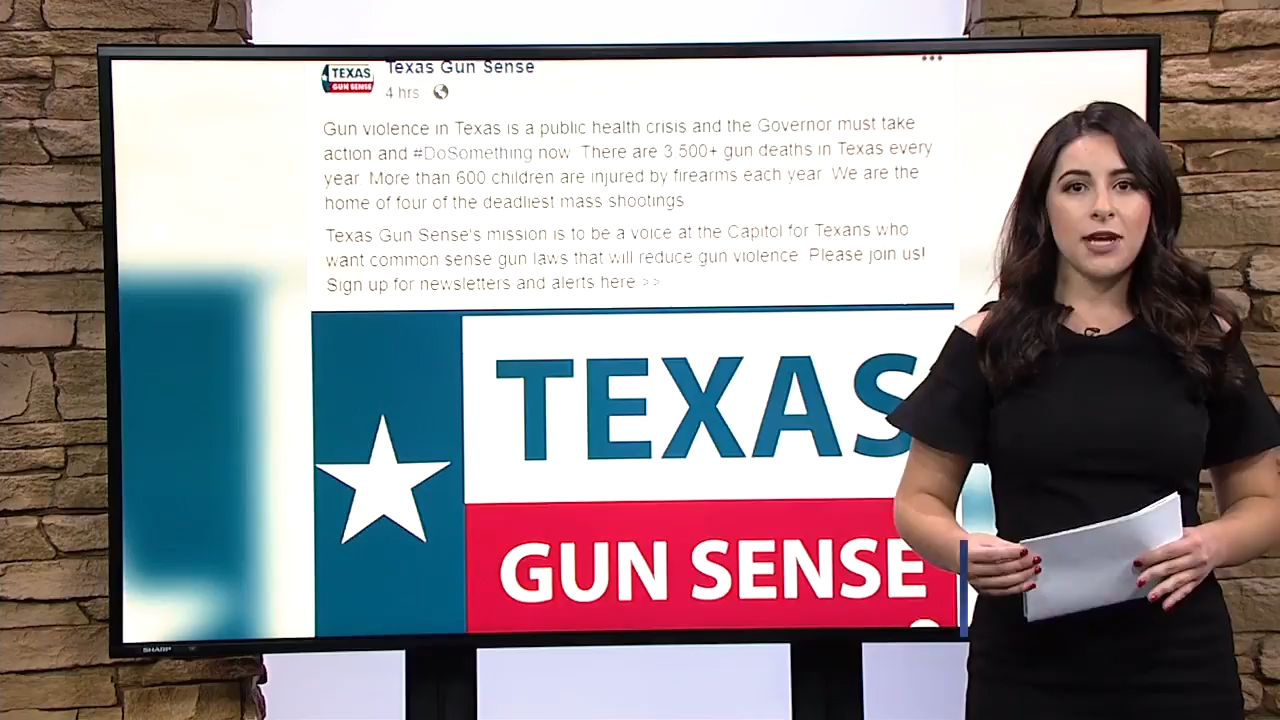 TEXAS
GUN SENSE
Texas Gun Sense
4 hrs
Gun violence in Texas is a public health crisis and the Governor must take
action and #DoSomething now. There are 3,500+ gun deaths in Texas every
year. More than 600 children are injured by firearms each year. We are the
home of four of the deadliest mass shootings
Texas Gun Sense's mission is to be a voice at the Capitol for Texans who
want common sense gun laws that will reduce gun violence. Please join us!
Sign up for newsletters and alerts here >>
TEXAS
GUN SENSE
SHARP